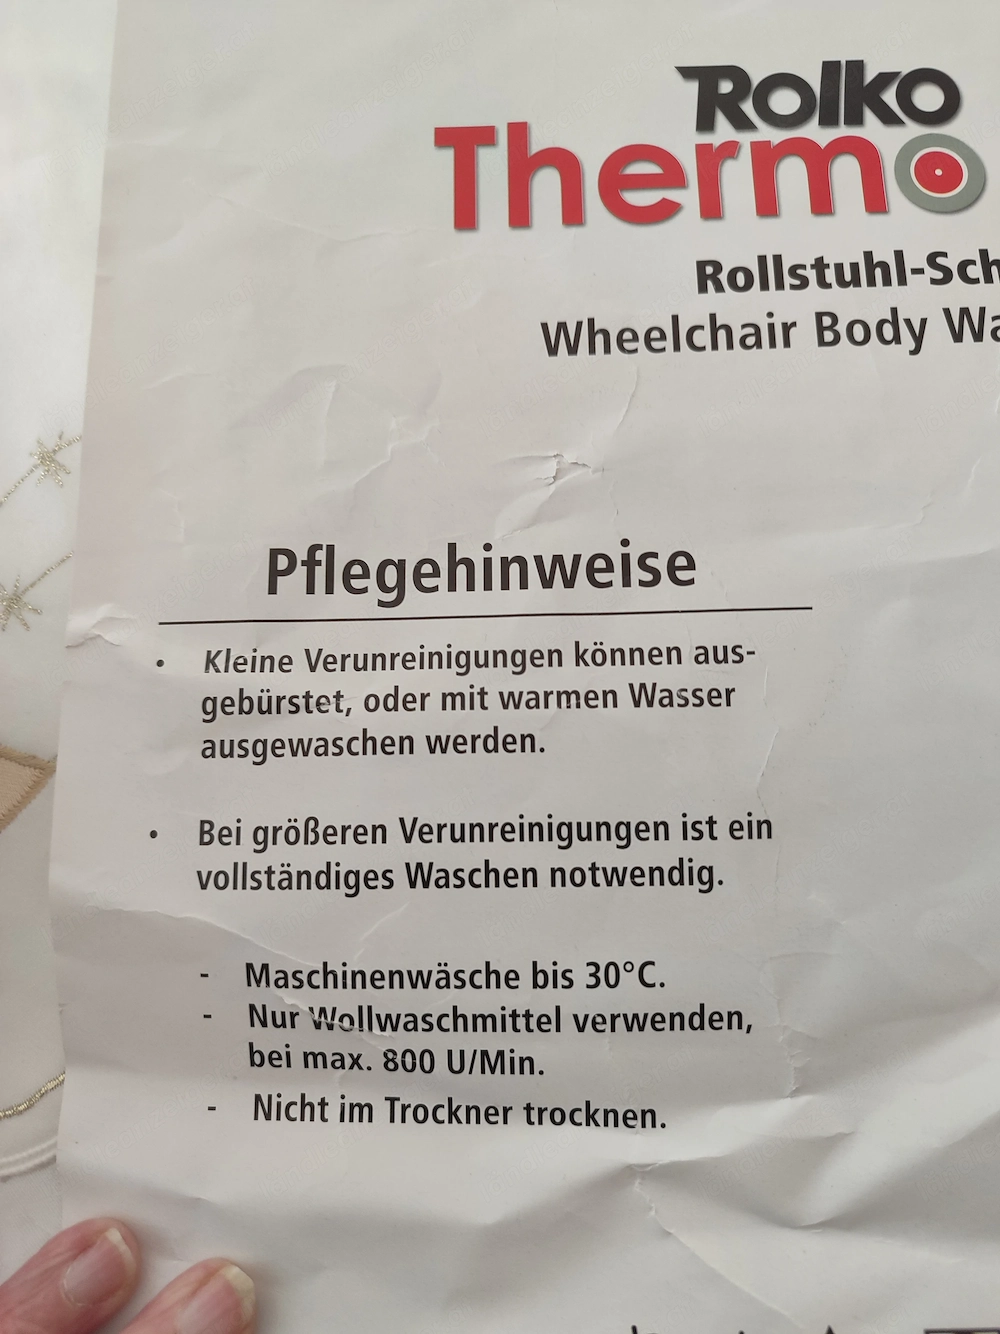 Rolko
Thermo
Rollstuhl-Sch
Wheelchair Body Wa
Pflegehinweise
• Kleine Verunreinigungen können aus-
gebürstet, oder mit warmen Wasser
ausgewaschen werden.
• Bei größeren Verunreinigungen ist ein
vollständiges Waschen notwendig.
- Maschinenwäsche bis 30°C.
- Nur Wollwaschmittel verwenden,
bei max. 800 U/Min.
- Nicht im Trockner trocknen.